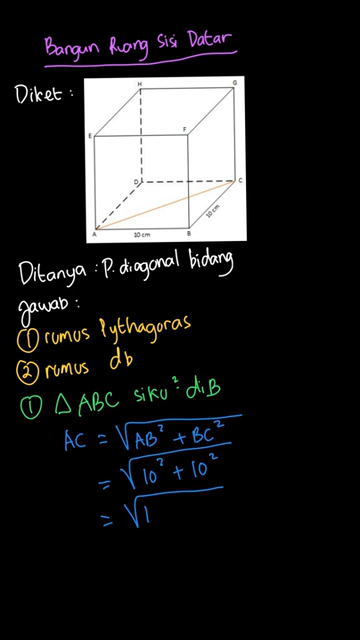 Bangun Ruang Sisi Datar
Diket :
H
G
E
F
D
C
10 cm
A
10 cm
B
Ditanya : P. diagonal bidang
Jawab :
① rumus Pythagoras
② rumus db
① △ ABC siku² diB
AC = √AB² + BC²
= √10² + 10²
= √1